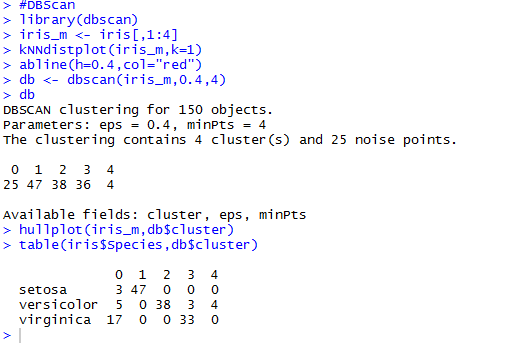 > #DBScan
> library(dbscan)
> iris_m <- iris[,1:4]
> kNNdistplot(iris_m,k=1)
> abline(h=0.4,col="red")
> db <- dbscan(iris_m,0.4,4)
> db
DBSCAN clustering for 150 objects.
Parameters: eps = 0.4, minPts = 4
The clustering contains 4 cluster(s) and 25 noise points.
0 1 2 3 4
25 47 38 36 4
Available fields: cluster, eps, minPts
> hullplot(iris_m,db$cluster)
> table(iris$Species,db$cluster)
0 1 2 3 4
setosa 3 47 0 0 0
versicolor 5 0 38 3 4
virginica 17 0 0 33 0
>